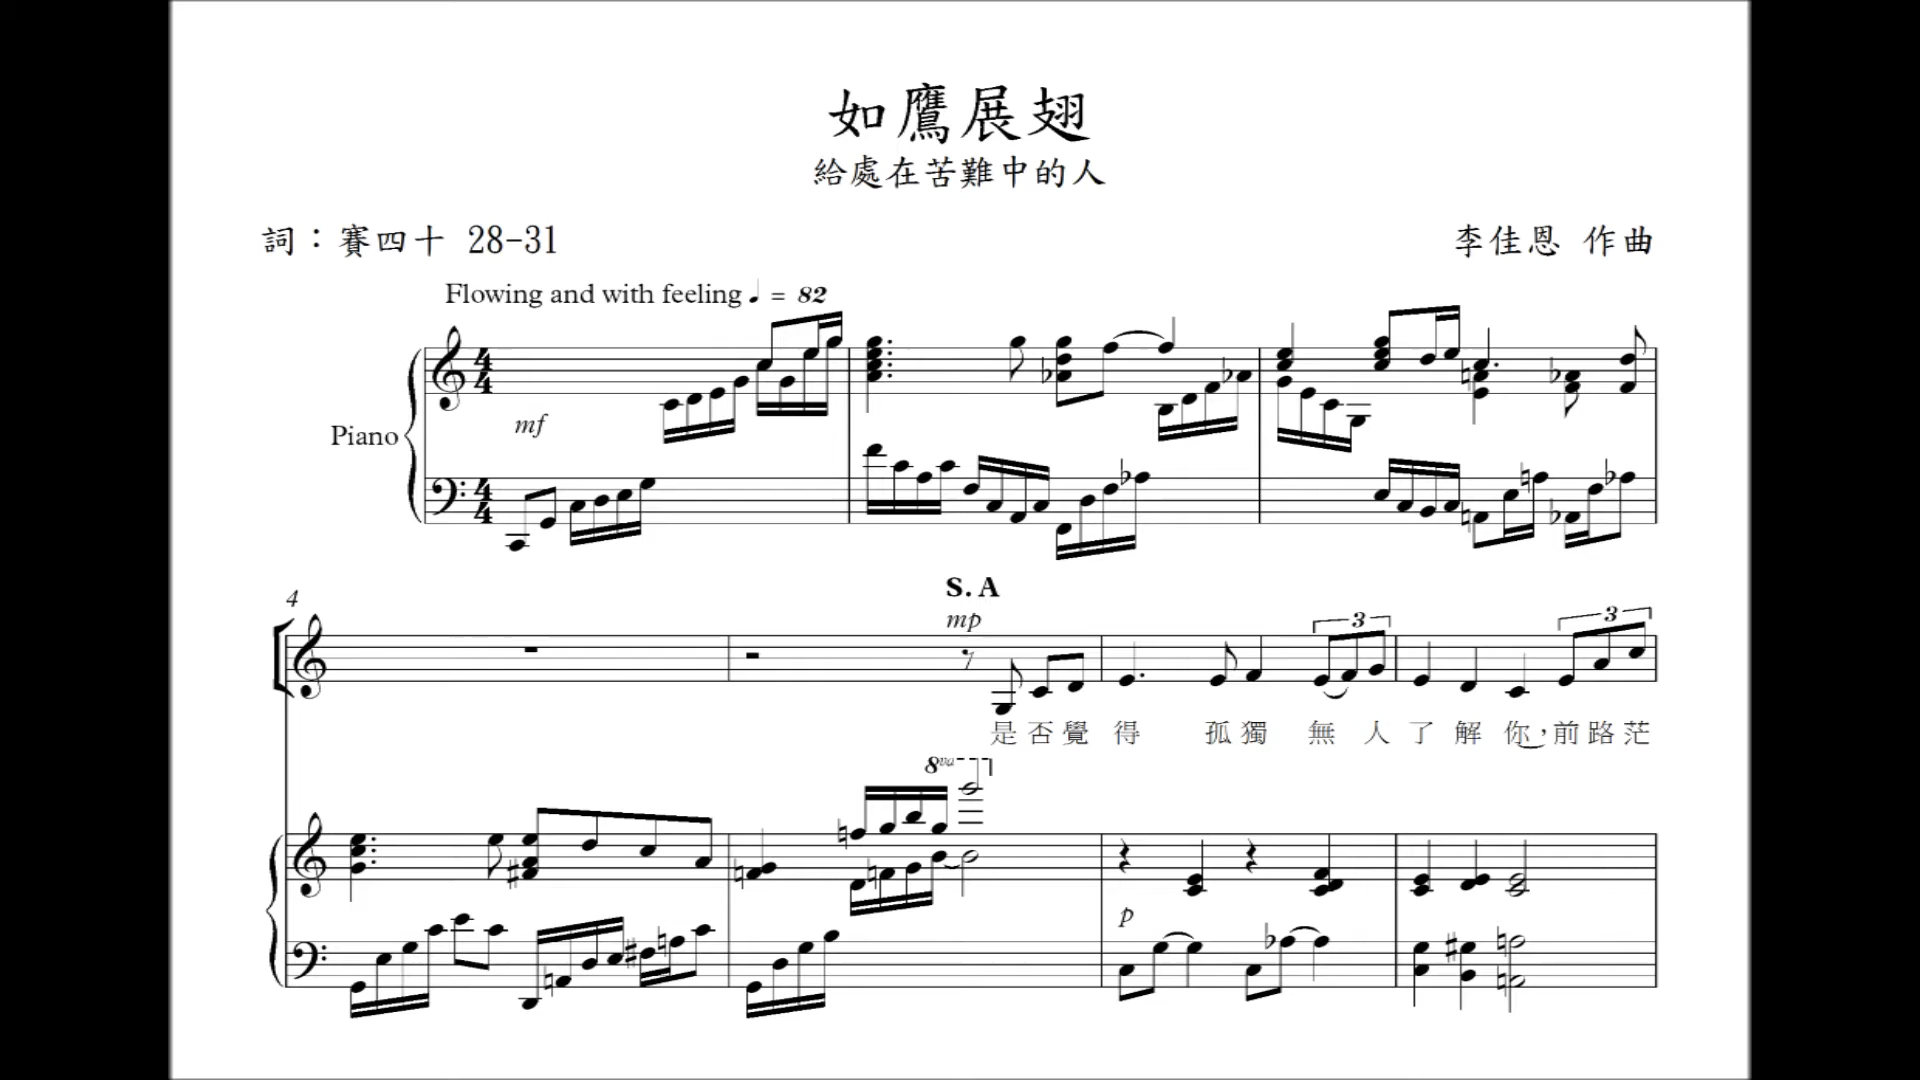 如鷹展翅
給處在苦難中的人
詞：賽四十 28-31
李佳恩 作曲
Flowing and with feeling ♩ = 82
mf
Piano
4
S. A
mp
3
3
是否覺得 孤獨 無人了解你，前路茫
8va
p